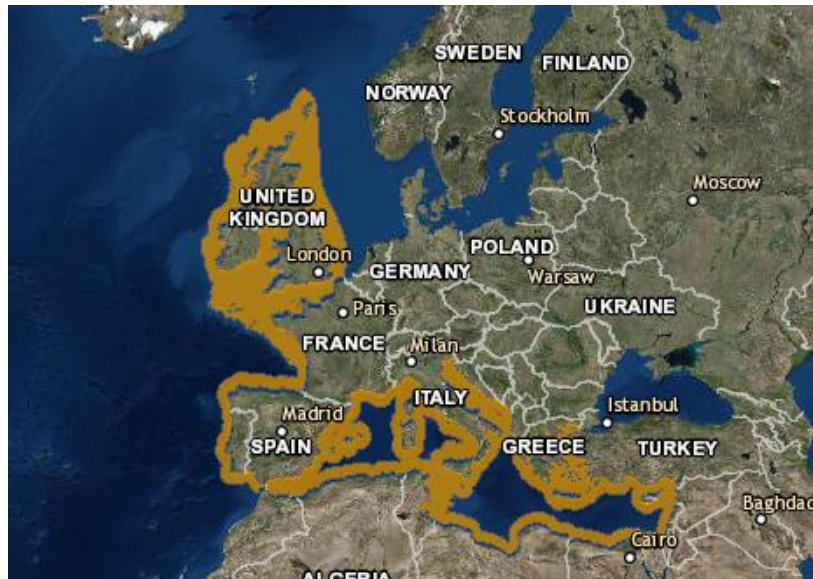 SWEDEN
FINLAND
NORWAY
Stockholm
Moscow
UNITED
KINGDOM
London
POLAND
GERMANY
Warsaw
UKRAINE
Paris
FRANCE
Milan
ITALY
Madrid
Istanbul
SPAIN
GREECE
TURKEY
Baghdad
Cairo
ALGERIA